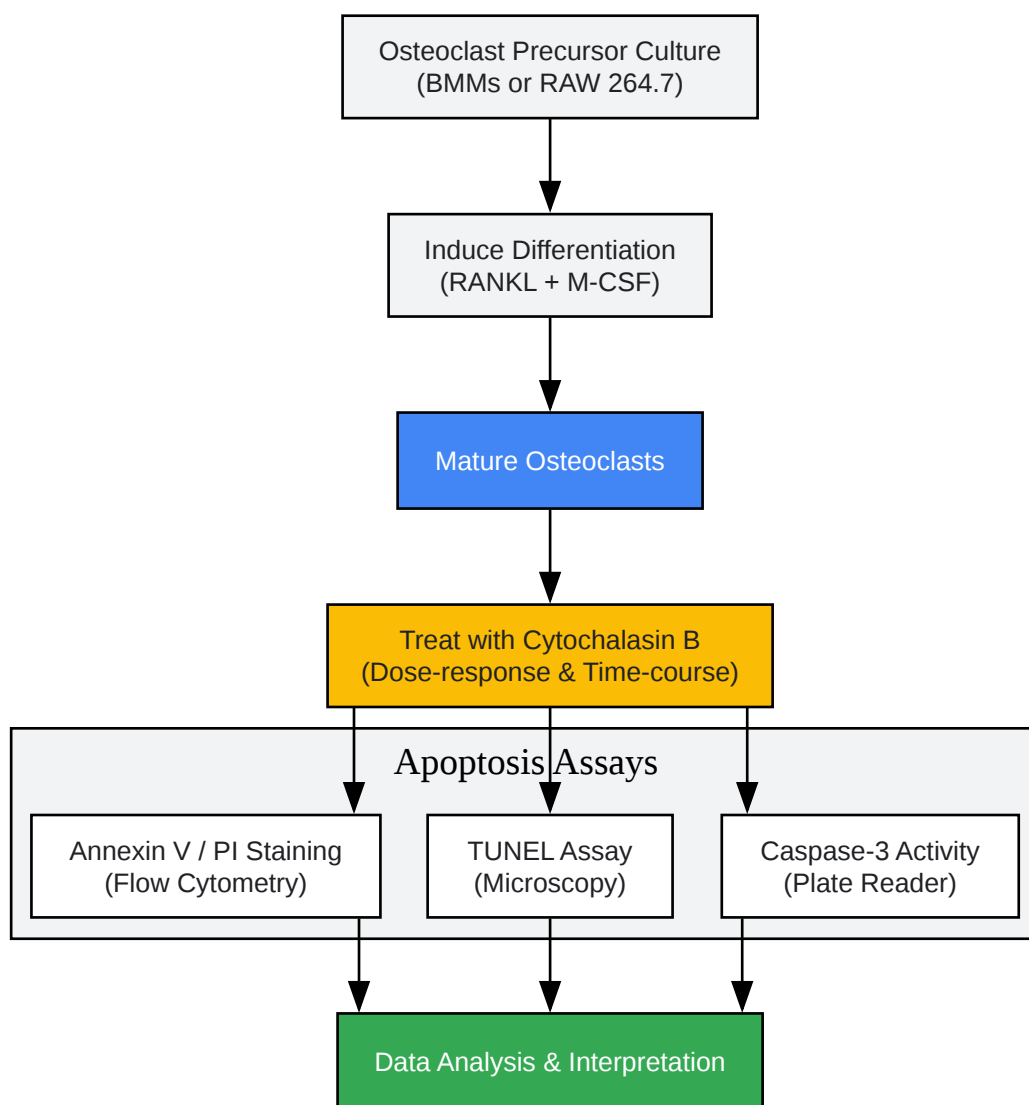 Osteoclast Precursor Culture
(BMMs or RAW 264.7)
Induce Differentiation
(RANKL + M-CSF)
Mature Osteoclasts
Treat with Cytochalasin B
(Dose-response & Time-course)
Apoptosis Assays
Annexin V / PI Staining
(Flow Cytometry)
TUNEL Assay
(Microscopy)
Caspase-3 Activity
(Plate Reader)
Data Analysis & Interpretation